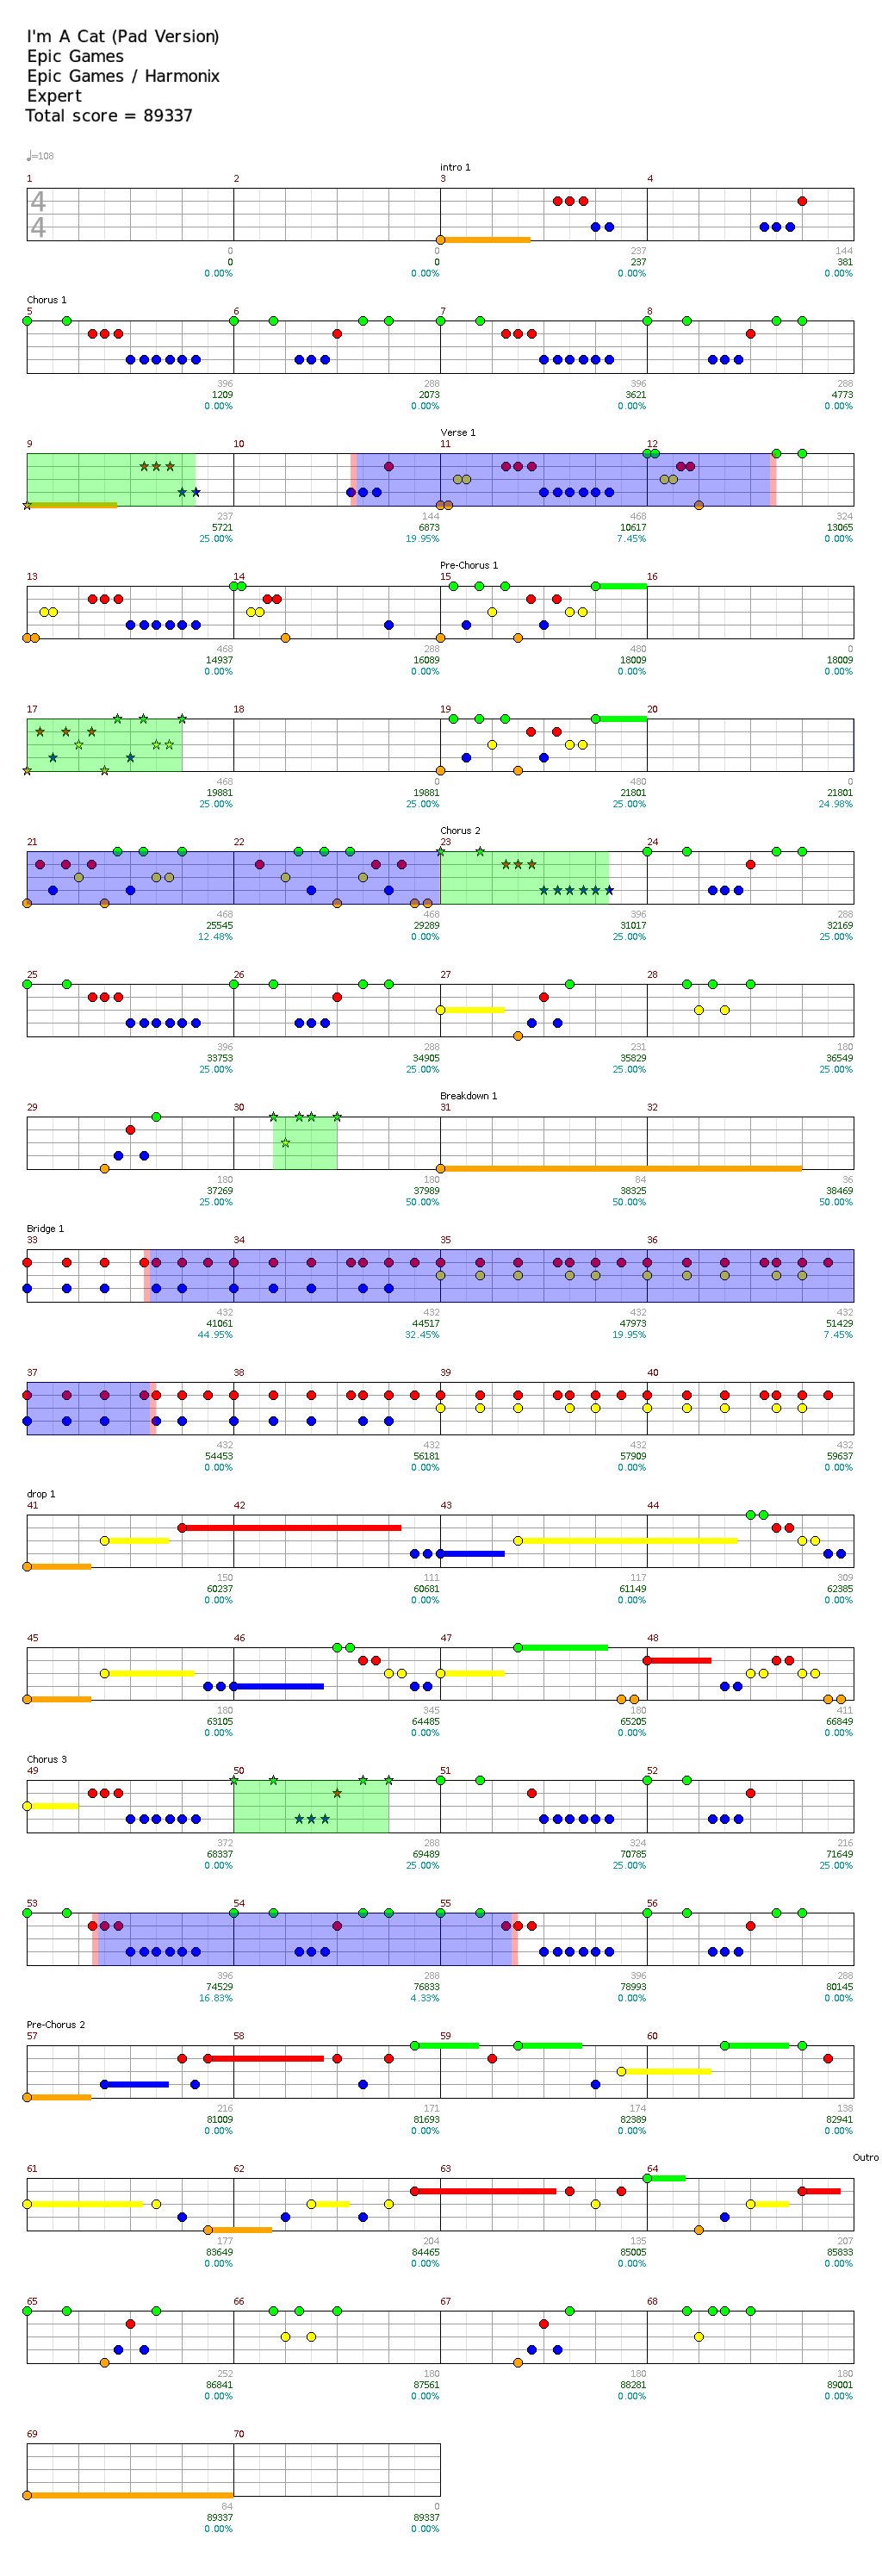 I'm A Cat (Pad Version)
Epic Games
Epic Games / Harmonix
Expert
Total score = 89337
♩=108
intro 1
1 2 3 4
4
4
0 0 237 144
0 0 237 381
0.00% 0.00% 0.00% 0.00%
Chorus 1
5 6 7 8
396 288 396 288
1209 2073 3621 4773
0.00% 0.00% 0.00% 0.00%
Verse 1
9 10 11 12
237 144 468 324
5721 6873 10617 13065
25.00% 19.95% 7.45% 0.00%
Pre-Chorus 1
13 14 15 16
468 288 480 0
14937 16089 18009 18009
0.00% 0.00% 0.00% 0.00%
17 18 19 20
468 0 480 0
19881 19881 21801 21801
25.00% 25.00% 25.00% 24.98%
Chorus 2
21 22 23 24
468 468 396 288
25545 29289 31017 32169
12.48% 0.00% 25.00% 25.00%
25 26 27 28
396 288 231 180
33753 34905 35829 36549
25.00% 25.00% 25.00% 25.00%
Breakdown 1
29 30 31 32
180 180 84 36
37269 37989 38325 38469
25.00% 50.00% 50.00% 50.00%
Bridge 1
33 34 35 36
432 432 432 432
41061 44517 47973 51429
44.95% 32.45% 19.95% 7.45%
37 38 39 40
432 432 432 432
54453 56181 57909 59637
0.00% 0.00% 0.00% 0.00%
drop 1
41 42 43 44
150 111 117 309
60237 60681 61149 62385
0.00% 0.00% 0.00% 0.00%
45 46 47 48
180 345 180 411
63105 64485 65205 66849
0.00% 0.00% 0.00% 0.00%
Chorus 3
49 50 51 52
372 288 324 216
68337 69489 70785 71649
0.00% 25.00% 25.00% 25.00%
53 54 55 56
396 288 396 288
74529 76833 78993 80145
16.83% 4.33% 0.00% 0.00%
Pre-Chorus 2
57 58 59 60
216 171 174 138
81009 81693 82389 82941
0.00% 0.00% 0.00% 0.00%
Outro
61 62 63 64
177 204 135 207
83649 84465 85005 85833
0.00% 0.00% 0.00% 0.00%
65 66 67 68
252 180 180 180
86841 87561 88281 89001
0.00% 0.00% 0.00% 0.00%
69 70
84 0
89337 89337
0.00% 0.00%